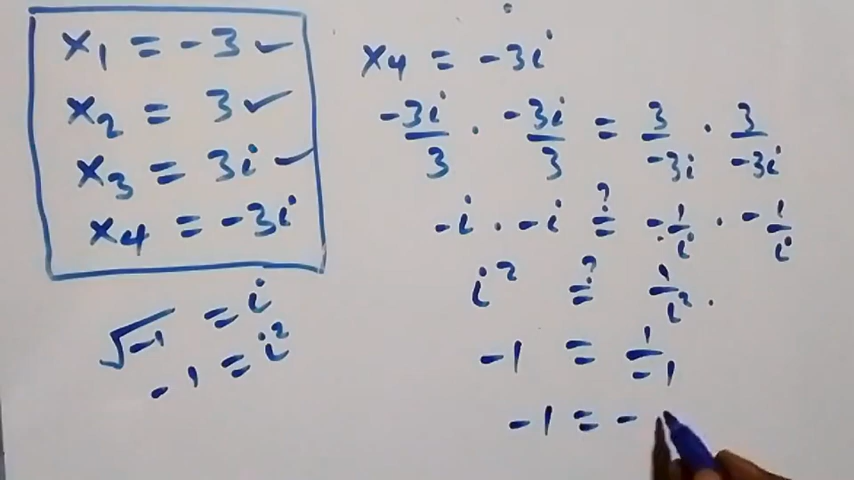 x₁ = -3 ✓
x₂ = 3 ✓
x₃ = 3i ✓
x₄ = -3i
√-1 = i
-1 = i²
x₄ = -3i
-3i/3 · -3i/3 = 3/-3i · 3/-3i
-i · -i ≟ -1/i · -1/i
i² ≟ 1/i².
-1 = 1/-1
-1 = -